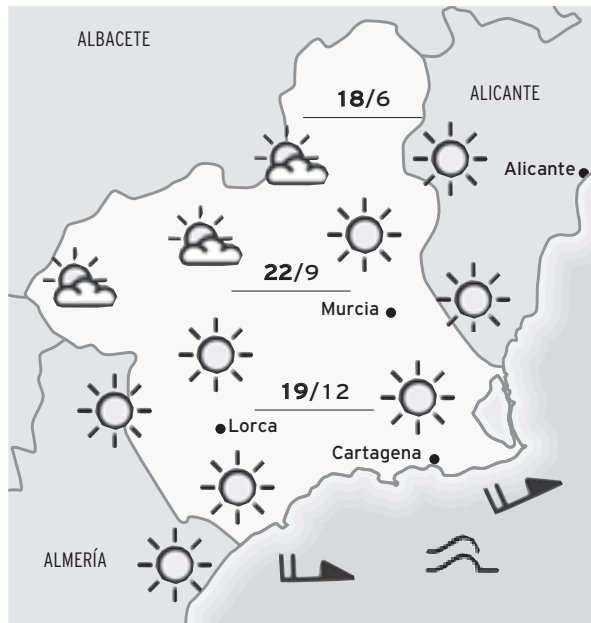 ALBACETE
18/6
ALICANTE
Alicante
22/9
Murcia
19/12
Lorca
Cartagena
ALMERÍA